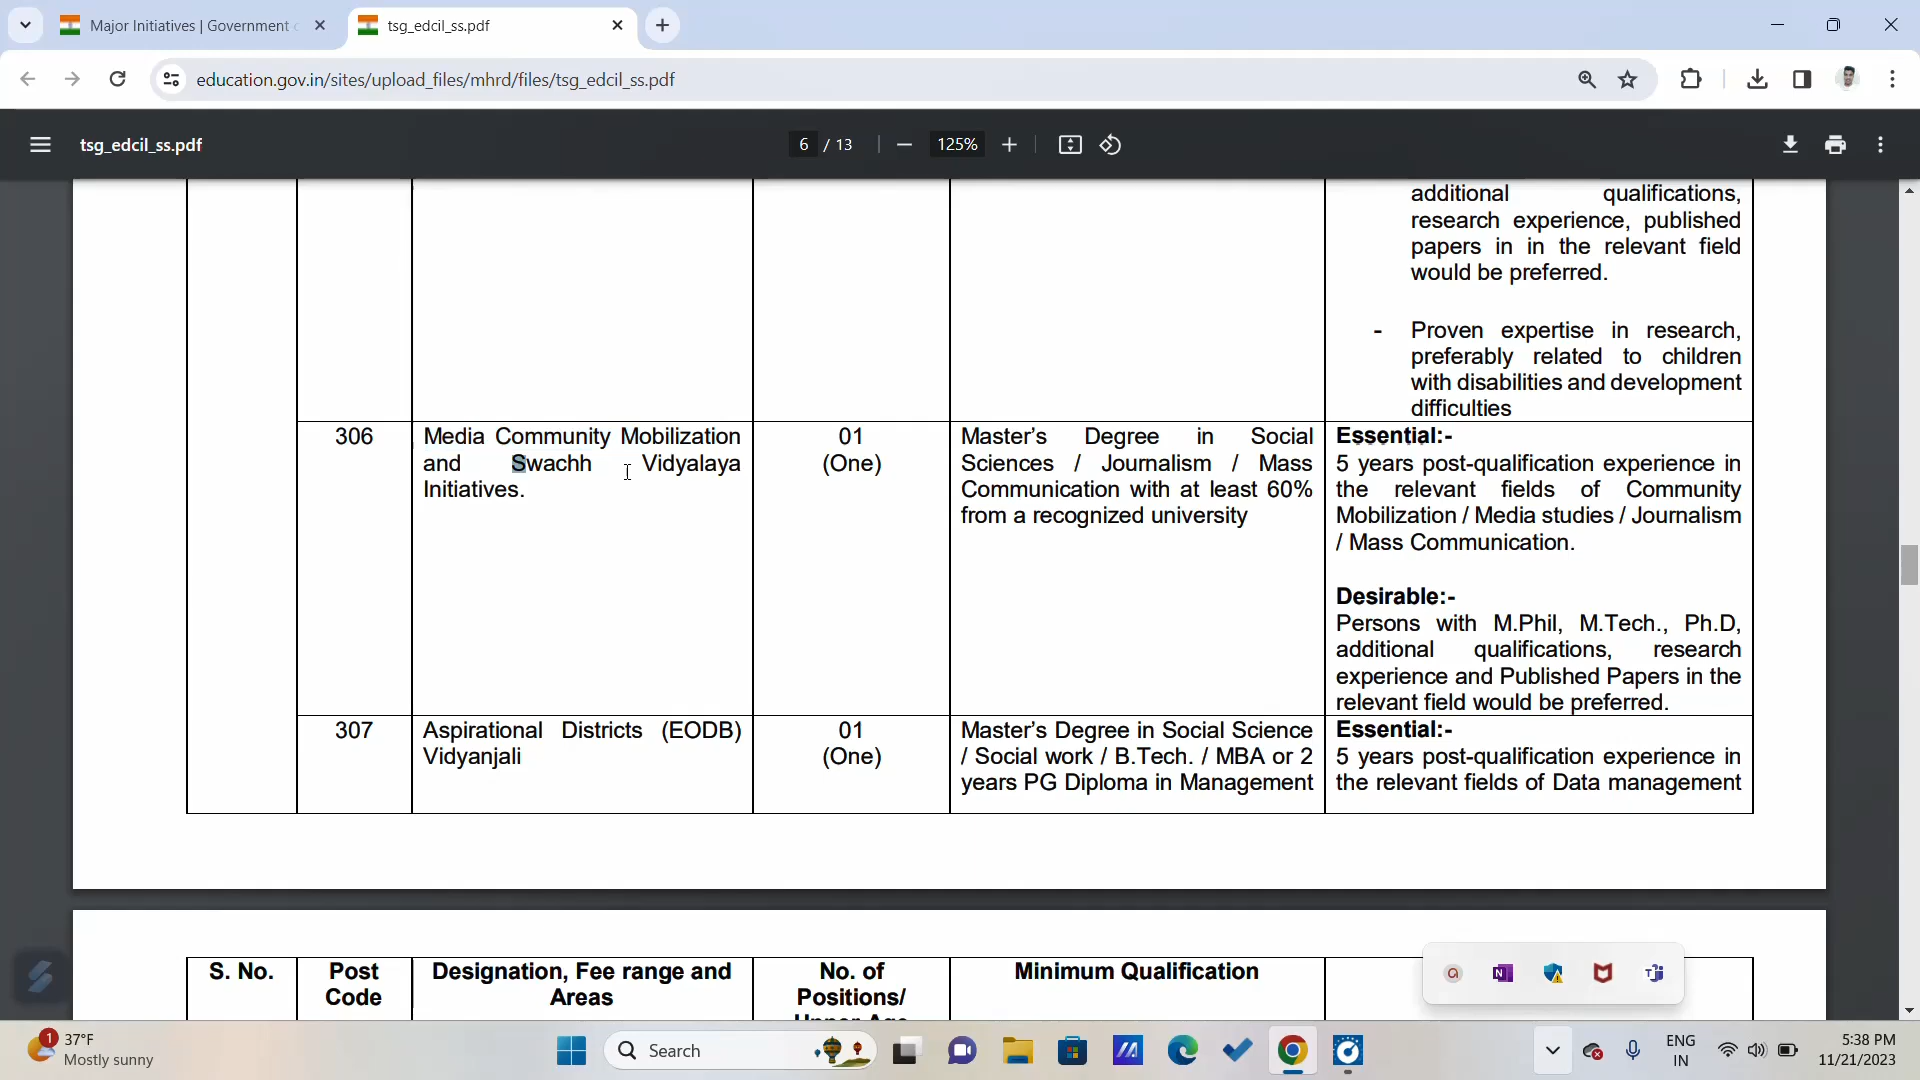 Major Initiatives | Government
tsg_edcil_ss.pdf
education.gov.in/sites/upload_files/mhrd/files/tsg_edcil_ss.pdf
tsg_edcil_ss.pdf
6 / 13
125%
additional qualifications,
research experience, published
papers in in the relevant field
would be preferred.
- Proven expertise in research,
preferably related to children
with disabilities and development
difficulties
306
Media Community Mobilization
and Swachh Vidyalaya
Initiatives.
01
(One)
Master's Degree in Social
Sciences / Journalism / Mass
Communication with at least 60%
from a recognized university
Essential:-
5 years post-qualification experience in
the relevant fields of Community
Mobilization / Media studies / Journalism
/ Mass Communication.
Desirable:-
Persons with M.Phil, M.Tech., Ph.D,
additional qualifications, research
experience and Published Papers in the
relevant field would be preferred.
307
Aspirational Districts (EODB)
Vidyanjali
01
(One)
Master's Degree in Social Science
/ Social work / B.Tech. / MBA or 2
years PG Diploma in Management
Essential:-
5 years post-qualification experience in
the relevant fields of Data management
S. No.
Post
Code
Designation, Fee range and
Areas
No. of
Positions/
Upper Age
Minimum Qualification
1
37°F
Mostly sunny
Search
ENG
IN
5:38 PM
11/21/2023